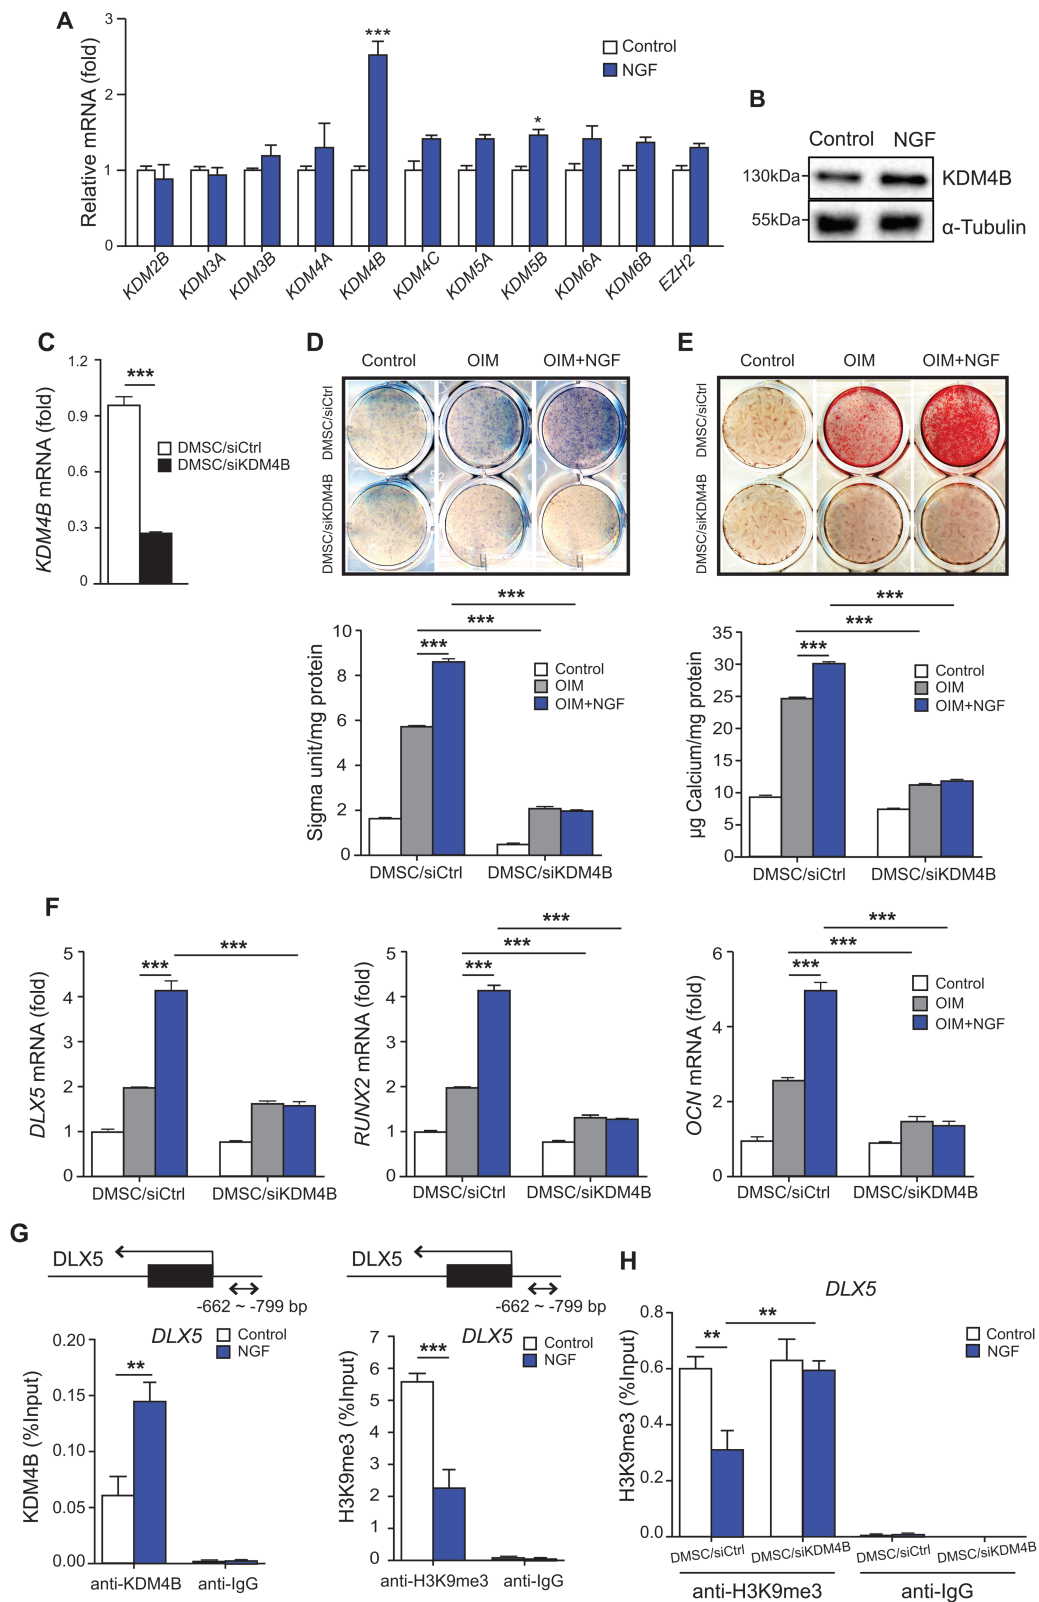 A
Relative mRNA (fold)
3
2
1
0
***
*
Control
NGF
KDM2B
KDM3A
KDM3B
KDM4A
KDM4B
KDM4C
KDM5A
KDM5B
KDM6A
KDM6B
EZH2
B
Control NGF
130kDa
KDM4B
55kDa
α-Tubulin
C
KDM4B mRNA (fold)
1.2
0.9
0.6
0.3
0
***
DMSC/siCtrl
DMSC/siKDM4B
D
Control OIM OIM+NGF
DMSC/siCtrl
DMSC/siKDM4B
***
***
***
Sigma unit/mg protein
10
8
6
4
2
0
Control
OIM
OIM+NGF
DMSC/siCtrl DMSC/siKDM4B
E
Control OIM OIM+NGF
DMSC/siCtrl
DMSC/siKDM4B
***
***
***
µg Calcium/mg protein
35
30
25
20
15
10
5
0
Control
OIM
OIM+NGF
DMSC/siCtrl DMSC/siKDM4B
F
DLX5 mRNA (fold)
5
4
3
2
1
0
***
***
DMSC/siCtrl DMSC/siKDM4B
RUNX2 mRNA (fold)
5
4
3
2
1
0
***
***
***
DMSC/siCtrl DMSC/siKDM4B
OCN mRNA (fold)
6
4
2
0
***
***
***
Control
OIM
OIM+NGF
DMSC/siCtrl DMSC/siKDM4B
G
DLX5
-662 ~ -799 bp
DLX5
KDM4B (%Input)
0.20
0.15
0.10
0.05
0.00
**
Control
NGF
anti-KDM4B anti-IgG
DLX5
-662 ~ -799 bp
DLX5
H3K9me3 (%Input)
7
6
5
4
3
2
1
0
***
Control
NGF
anti-H3K9me3 anti-IgG
H
DLX5
H3K9me3 (%Input)
0.8
0.6
0.4
0.2
0.0
**
**
Control
NGF
DMSC/siCtrl
DMSC/siKDM4B
DMSC/siCtrl
DMSC/siKDM4B
anti-H3K9me3 anti-IgG